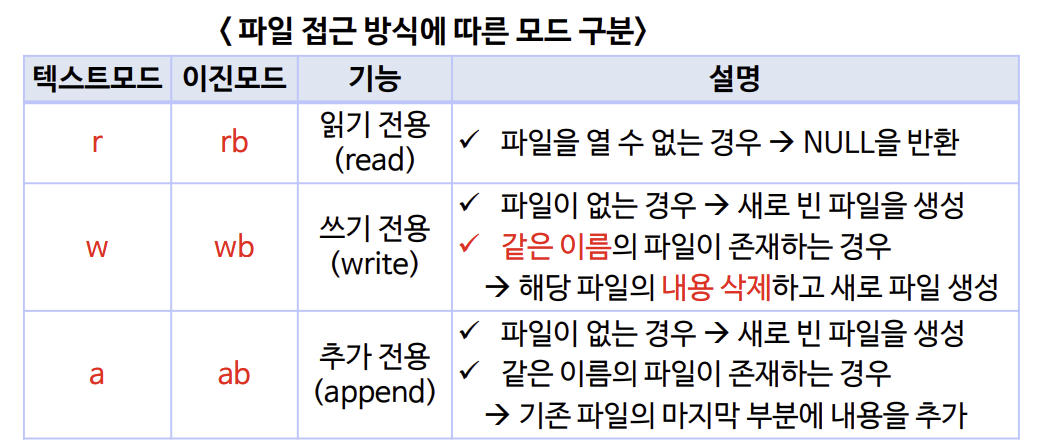 < 파일 접근 방식에 따른 모드 구분>
텍스트모드 이진모드 기능 설명
r rb 읽기 전용
(read)
✓ 파일을 열 수 없는 경우 → NULL을 반환
w wb 쓰기 전용
(write)
✓ 파일이 없는 경우 → 새로 빈 파일을 생성
✓ 같은 이름의 파일이 존재하는 경우
→ 해당 파일의 내용 삭제하고 새로 파일 생성
a ab 추가 전용
(append)
✓ 파일이 없는 경우 → 새로 빈 파일을 생성
✓ 같은 이름의 파일이 존재하는 경우
→ 기존 파일의 마지막 부분에 내용을 추가